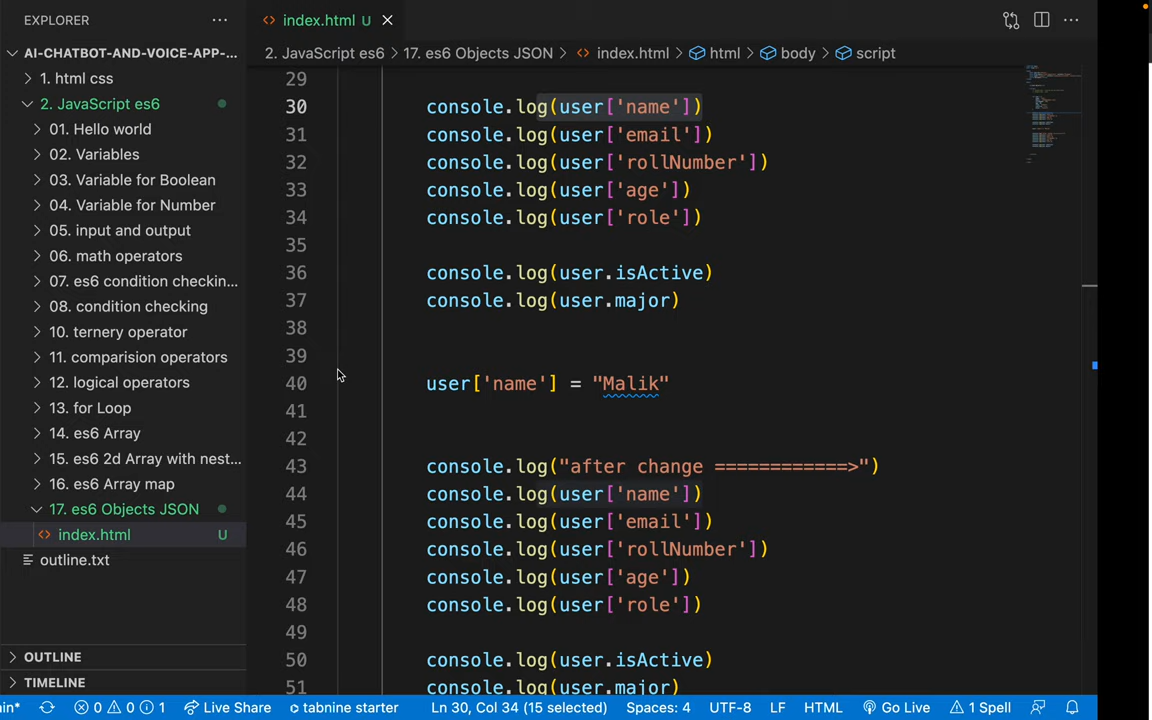 EXPLORER ...
AI-CHATBOT-AND-VOICE-APP-...
1. html css
2. JavaScript es6
01. Hello world
02. Variables
03. Variable for Boolean
04. Variable for Number
05. input and output
06. math operators
07. es6 condition checkin...
08. condition checking
10. ternery operator
11. comparision operators
12. logical operators
13. for Loop
14. es6 Array
15. es6 2d Array with nest...
16. es6 Array map
17. es6 Objects JSON
index.html U
outline.txt
OUTLINE
TIMELINE
index.html U
2. JavaScript es6 > 17. es6 Objects JSON > index.html > html > body > script
29
30 console.log(user['name'])
31 console.log(user['email'])
32 console.log(user['rollNumber'])
33 console.log(user['age'])
34 console.log(user['role'])
35
36 console.log(user.isActive)
37 console.log(user.major)
38
39
40 user['name'] = "Malik"
41
42
43 console.log("after change ============>")
44 console.log(user['name'])
45 console.log(user['email'])
46 console.log(user['rollNumber'])
47 console.log(user['age'])
48 console.log(user['role'])
49
50 console.log(user.isActive)
51 console.log(user.major)
in* 0 0 1 Live Share tabnine starter Ln 30, Col 34 (15 selected) Spaces: 4 UTF-8 LF HTML Go Live 1 Spell